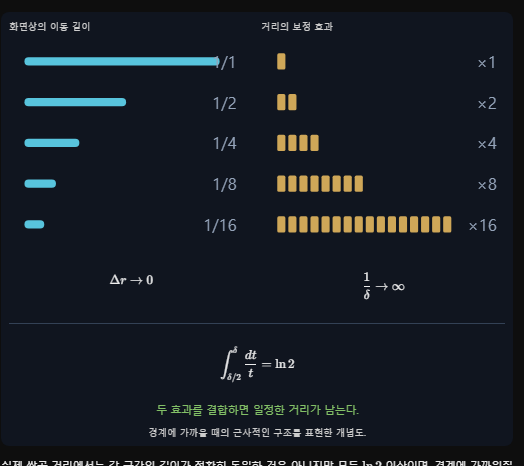 화면상의 이동 길이 거리의 보정 효과
1/1 ×1
1/2 ×2
1/4 ×4
1/8 ×8
1/16 ×16
Δr → 0 1/δ → ∞
∫_{δ/2}^{δ} dt/t = ln 2
두 효과를 결합하면 일정한 거리가 남는다.
경계에 가까울 때의 근사적인 구조를 표현한 개념도.